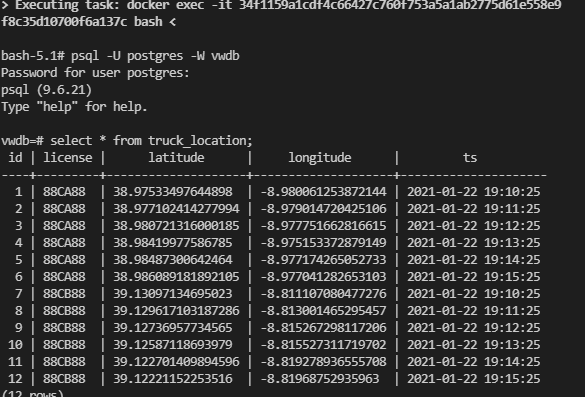 > Executing task: docker exec -it 34f1159a1cdf4c66427c760f753a5a1ab2775d61e558e9
f8c35d10700f6a137c bash <
bash-5.1# psql -U postgres -W vwdb
Password for user postgres:
psql (9.6.21)
Type "help" for help.
vwdb=# select * from truck_location;
 id | license |     latitude      |     longitude      |         ts
----+---------+-------------------+--------------------+---------------------
  1 | 88CA88  | 38.97533497644898  | -8.980061253872144 | 2021-01-22 19:10:25
  2 | 88CA88  | 38.977102414277994 | -8.979014720425106 | 2021-01-22 19:11:25
  3 | 88CA88  | 38.980721316000185 | -8.977751662816615 | 2021-01-22 19:12:25
  4 | 88CA88  | 38.98419977586785  | -8.975153372879149 | 2021-01-22 19:13:25
  5 | 88CA88  | 38.98487300642464  | -8.977174265052733 | 2021-01-22 19:14:25
  6 | 88CA88  | 38.986089181892105 | -8.977041282653103 | 2021-01-22 19:15:25
  7 | 88CB88  | 39.13097134695023  | -8.811107080477276 | 2021-01-22 19:10:25
  8 | 88CB88  | 39.129617103187286 | -8.813001465295457 | 2021-01-22 19:11:25
  9 | 88CB88  | 39.12736957734565  | -8.815267298117206 | 2021-01-22 19:12:25
 10 | 88CB88  | 39.12587118693979  | -8.815527311719702 | 2021-01-22 19:13:25
 11 | 88CB88  | 39.122701409894596 | -8.819278936555708 | 2021-01-22 19:14:25
 12 | 88CB88  | 39.12221152253516  | -8.81968752935963  | 2021-01-22 19:15:25
(12 rows)